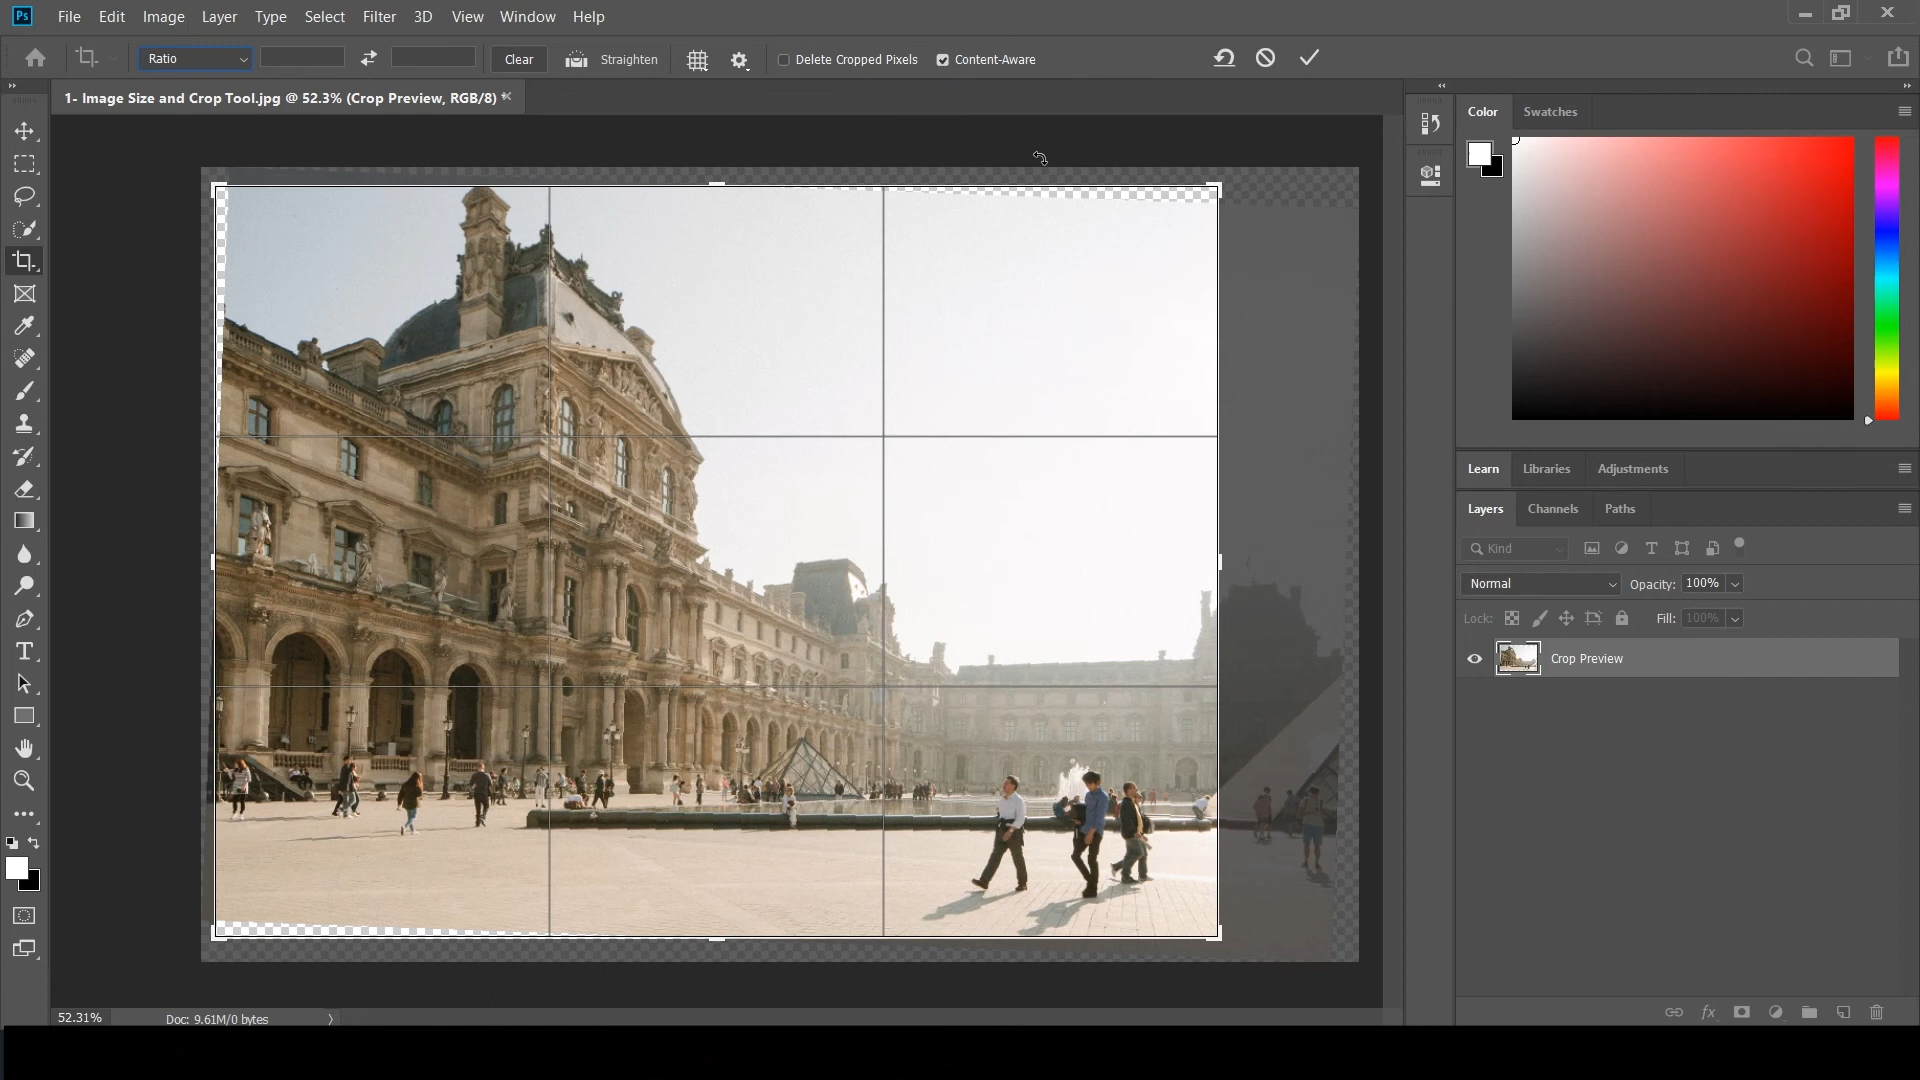 Ps File Edit Image Layer Type Select Filter 3D View Window Help
Ratio Clear Straighten Delete Cropped Pixels Content-Aware
1- Image Size and Crop Tool.jpg @ 52.3% (Crop Preview, RGB/8) *
Color Swatches
Learn Libraries Adjustments
Layers Channels Paths
Kind
Normal Opacity: 100%
Lock: Fill: 100%
Crop Preview
52.31% Doc: 9.61M/0 bytes
fx